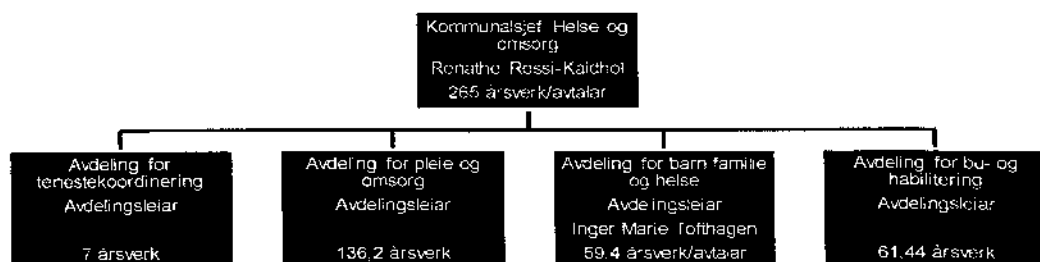 Kommunalsjef Helse og
omsorg
Renathe Rossi-Kaldhol
265 årsverk/avtalar
Avdeling for
tenestekoordinering
Avdelingsleiar
7 årsverk
Avdeling for pleie og
omsorg
Avdelingsleiar
136,2 årsverk
Avdeling for barn familie
og helse
Avdelingsleiar
Inger Marie Tofthagen
59,4 årsverk/avtalar
Avdeling for bu- og
habilitering
Avdelingsleiar
61,44 årsverk